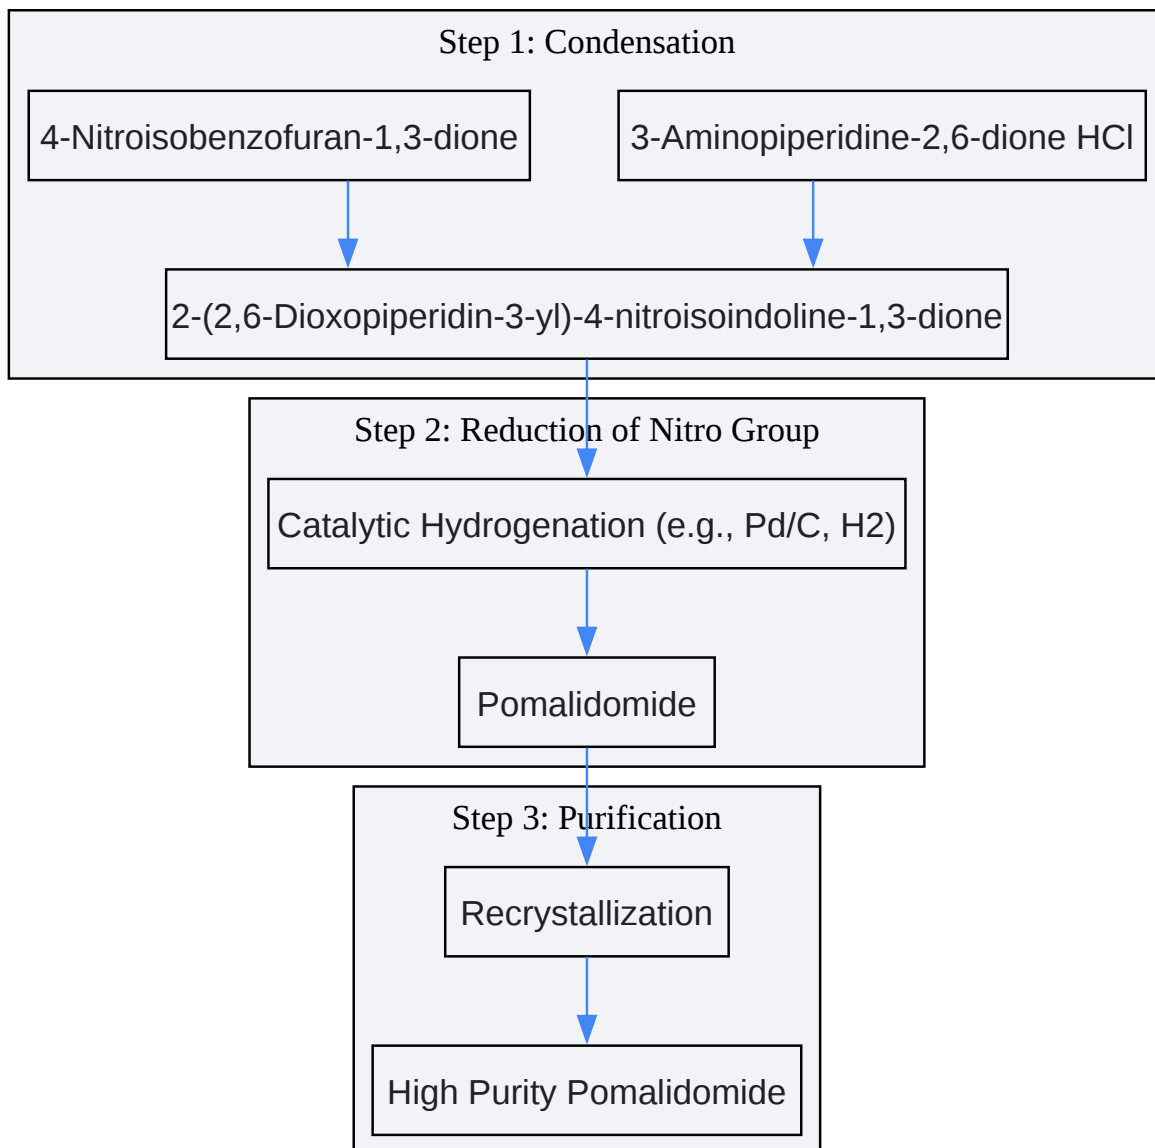 Step 1: Condensation
4-Nitroisobenzofuran-1,3-dione
3-Aminopiperidine-2,6-dione HCl
2-(2,6-Dioxopiperidin-3-yl)-4-nitroisoindoline-1,3-dione
Step 2: Reduction of Nitro Group
Catalytic Hydrogenation (e.g., Pd/C, H2)
Pomalidomide
Step 3: Purification
Recrystallization
High Purity Pomalidomide